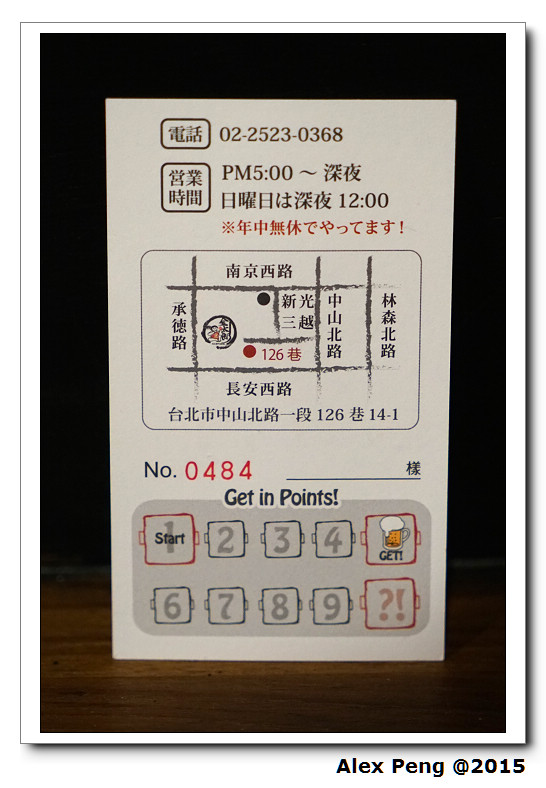 電話 02-2523-0368
営業時間 PM5:00 ～ 深夜
日曜日は深夜 12:00
※年中無休でやってます！
南京西路
承德路
新光三越
中山北路
林森北路
126 巷
長安西路
台北市中山北路一段 126 巷 14-1
No. 0484 樣
Get in Points!
1 Start 2 3 4 GET!
6 7 8 9 ?!
Alex Peng @2015